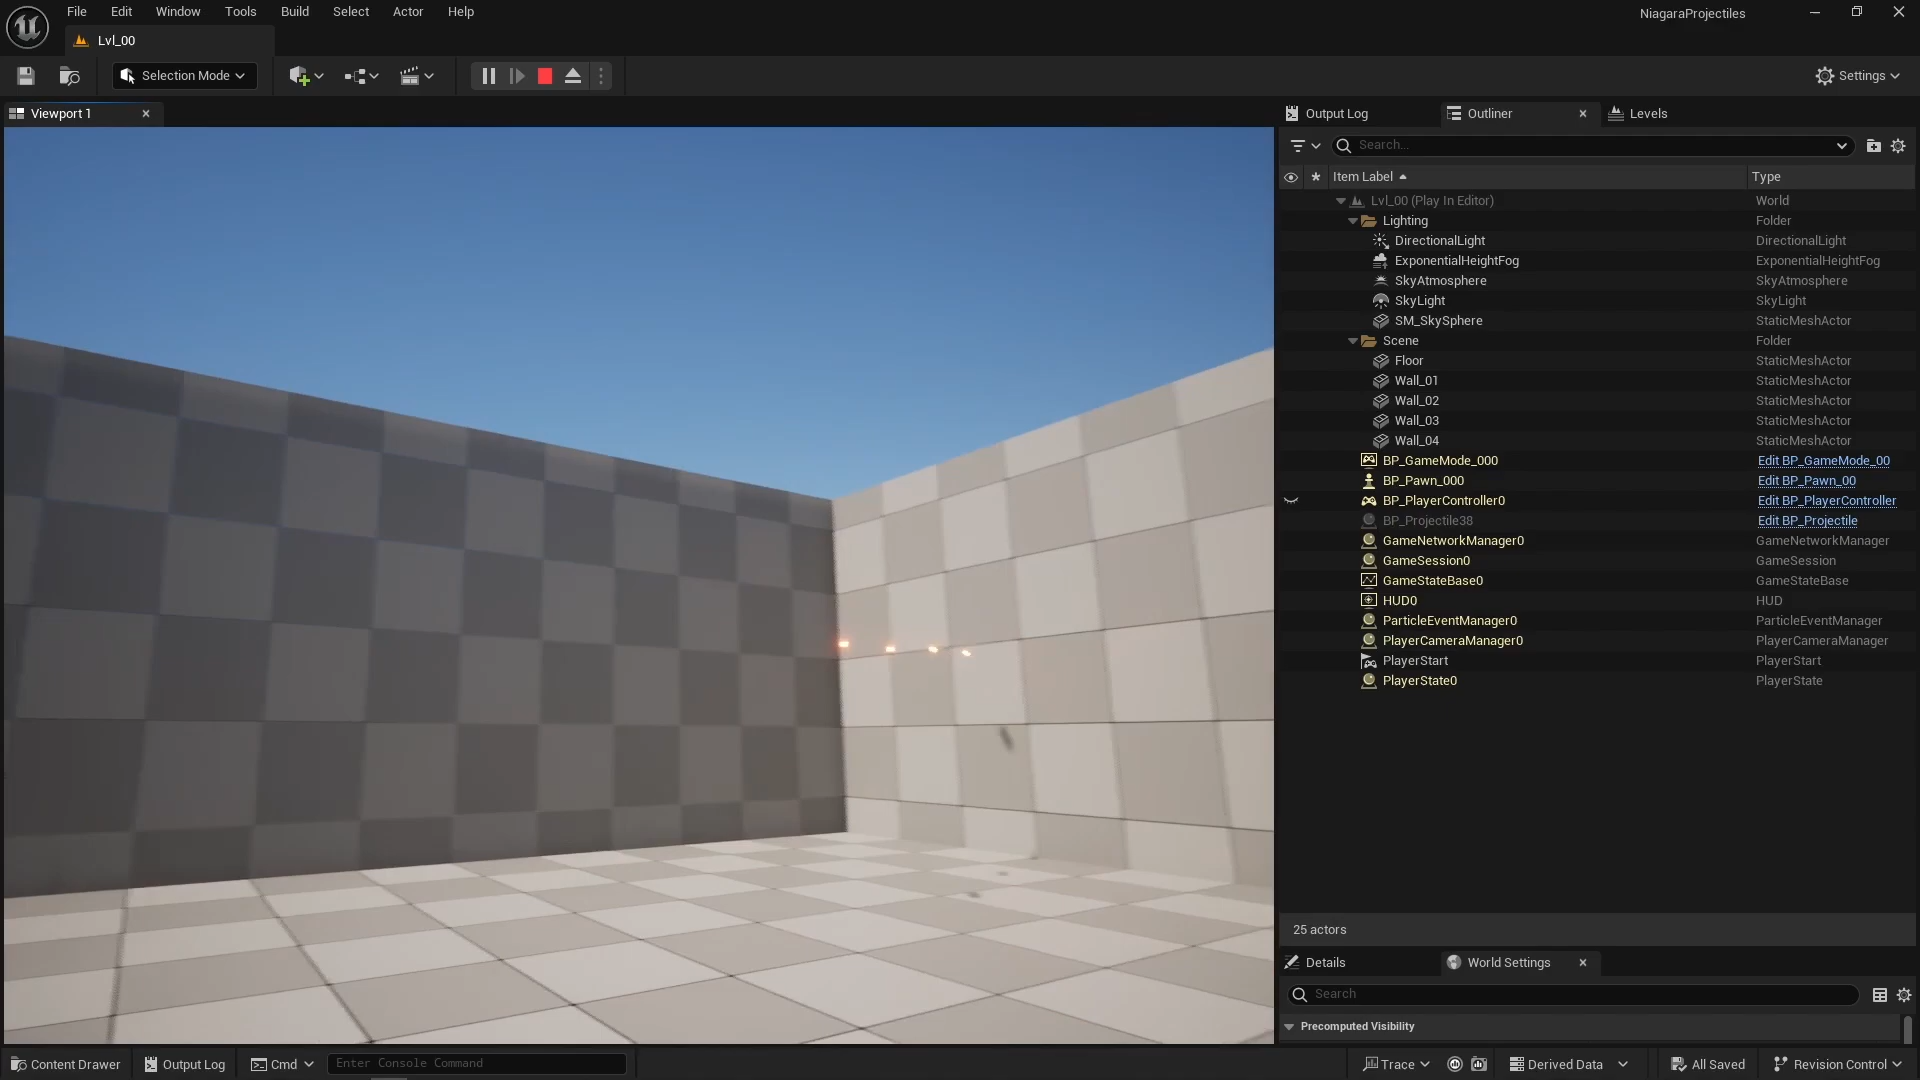 File Edit Window Tools Build Select Actor Help
NiagaraProjectiles
Lvl_00
Selection Mode
Settings
Viewport 1
Output Log
Outliner
Levels
Search...
Item Label
Type
Lvl_00 (Play In Editor) World
Lighting Folder
DirectionalLight DirectionalLight
ExponentialHeightFog ExponentialHeightFog
SkyAtmosphere SkyAtmosphere
SkyLight SkyLight
SM_SkySphere StaticMeshActor
Scene Folder
Floor StaticMeshActor
Wall_01 StaticMeshActor
Wall_02 StaticMeshActor
Wall_03 StaticMeshActor
Wall_04 StaticMeshActor
BP_GameMode_000 Edit BP_GameMode_00
BP_Pawn_000 Edit BP_Pawn_00
BP_PlayerController0 Edit BP_PlayerController
BP_Projectile38 Edit BP_Projectile
GameNetworkManager0 GameNetworkManager
GameSession0 GameSession
GameStateBase0 GameStateBase
HUD0 HUD
ParticleEventManager0 ParticleEventManager
PlayerCameraManager0 PlayerCameraManager
PlayerStart PlayerStart
PlayerState0 PlayerState
25 actors
Details
World Settings
Search
Precomputed Visibility
Content Drawer
Output Log
Cmd
Enter Console Command
Trace
Derived Data
All Saved
Revision Control